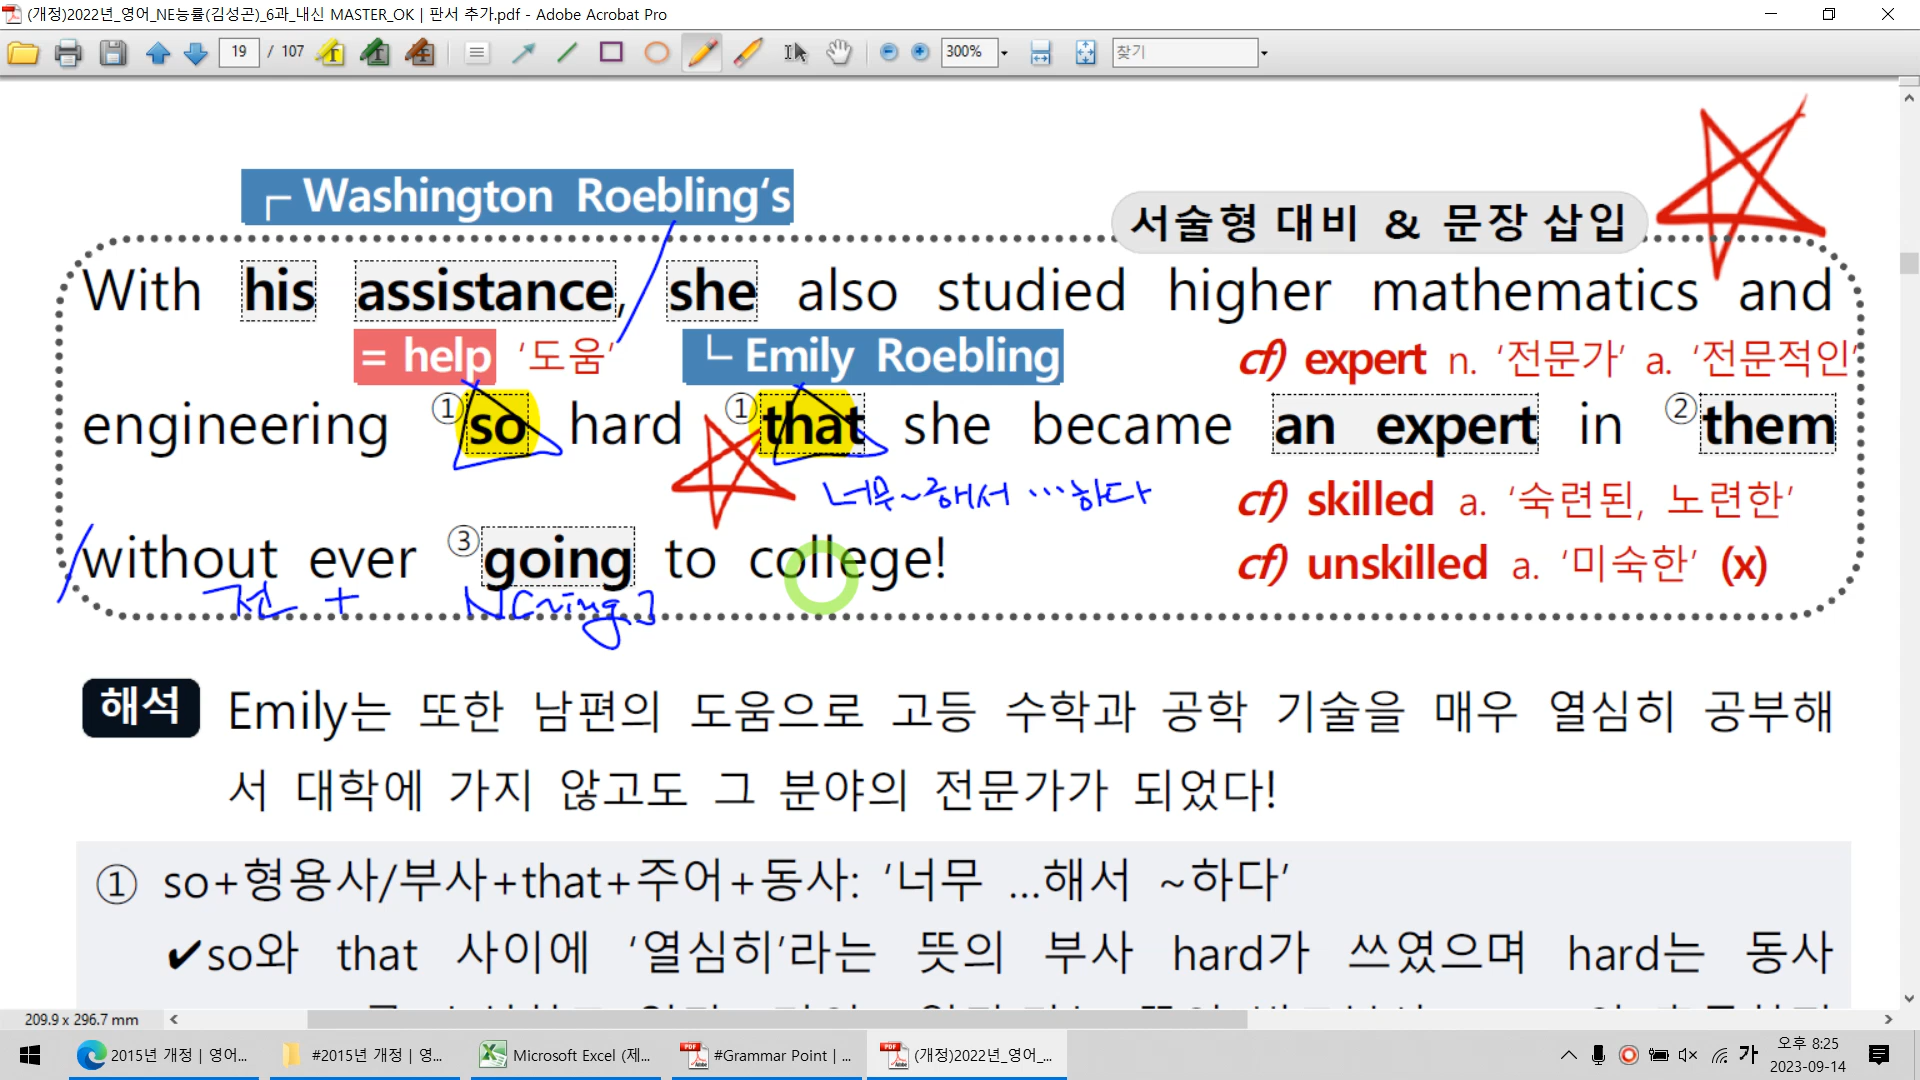 (개정)2022년_영어_NE능률(김성곤)_6과_내신 MASTER_OK | 판서 추가.pdf - Adobe Acrobat Pro
19 / 107 300% 찾기
┌ Washington Roebling‘s
서술형 대비 & 문장 삽입
With his assistance, she also studied higher mathematics and
= help ‘도움’ └ Emily Roebling cf) expert n. ‘전문가’ a. ‘전문적인’
engineering ①so hard ①that she became an expert in ②them
너무~해서 …하다 cf) skilled a. ‘숙련된, 노련한’
without ever ③going to college! cf) unskilled a. ‘미숙한’ (x)
전 + N[~ing]
해석 Emily는 또한 남편의 도움으로 고등 수학과 공학 기술을 매우 열심히 공부해
서 대학에 가지 않고도 그 분야의 전문가가 되었다!
① so+형용사/부사+that+주어+동사: ‘너무 ...해서 ~하다’
✔so와 that 사이에 ‘열심히’라는 뜻의 부사 hard가 쓰였으며 hard는 동사
209.9 x 296.7 mm
2015년 개정 | 영어... #2015년 개정 | 영... Microsoft Excel (제... #Grammar Point | ... (개정)2022년_영어_... 가 오후 8:25
2023-09-14